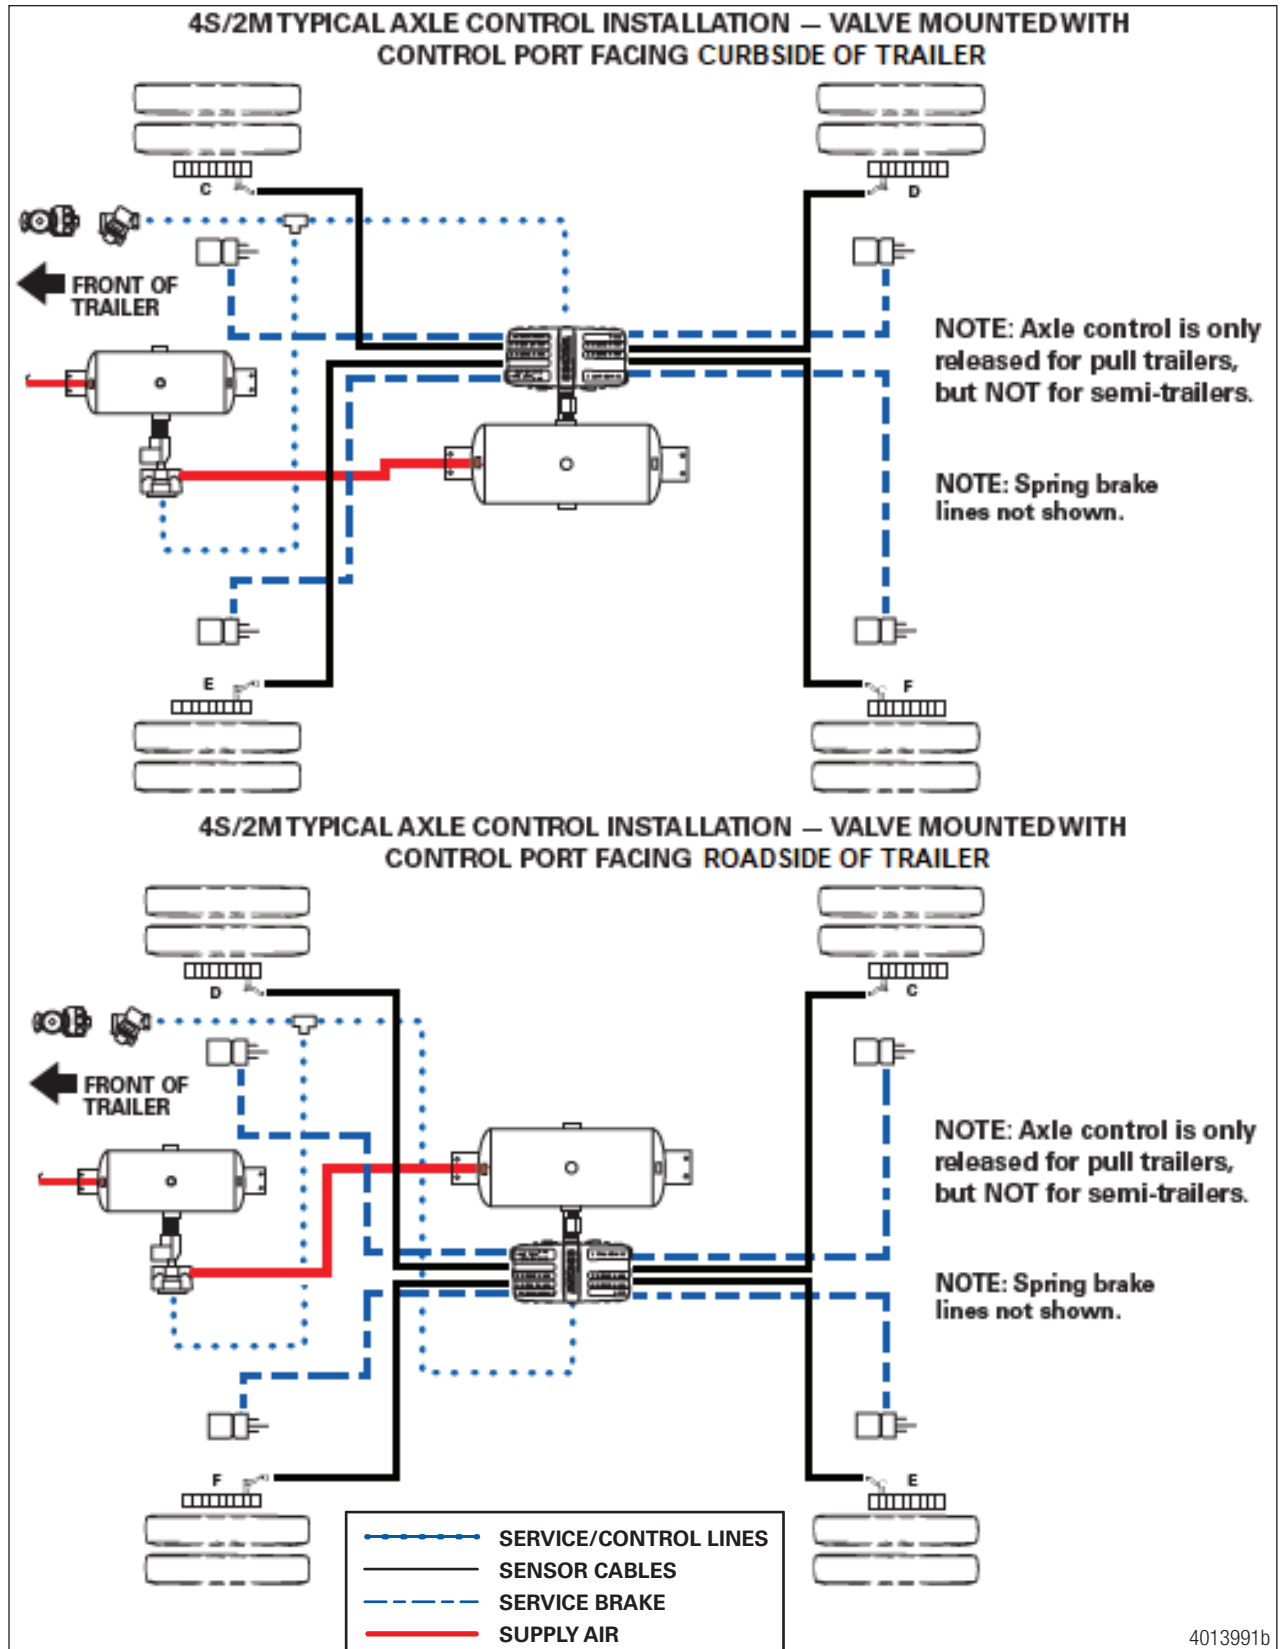 4S/2M TYPICAL AXLE CONTROL INSTALLATION — VALVE MOUNTED WITH
CONTROL PORT FACING CURBSIDE OF TRAILER
C
D
FRONT OF
TRAILER
NOTE: Axle control is only
released for pull trailers,
but NOT for semi-trailers.
NOTE: Spring brake
lines not shown.
E
F
4S/2M TYPICAL AXLE CONTROL INSTALLATION — VALVE MOUNTED WITH
CONTROL PORT FACING ROADSIDE OF TRAILER
D
C
FRONT OF
TRAILER
NOTE: Axle control is only
released for pull trailers,
but NOT for semi-trailers.
NOTE: Spring brake
lines not shown.
F
E
SERVICE/CONTROL LINES
SENSOR CABLES
SERVICE BRAKE
SUPPLY AIR
4013991b